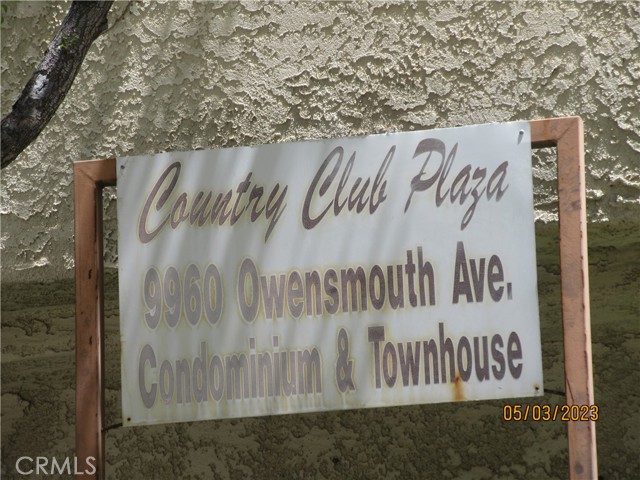 Country Club Plaza
9960 Owensmouth Ave.
Condominium & Townhouse
05/03/2023
CRMLS